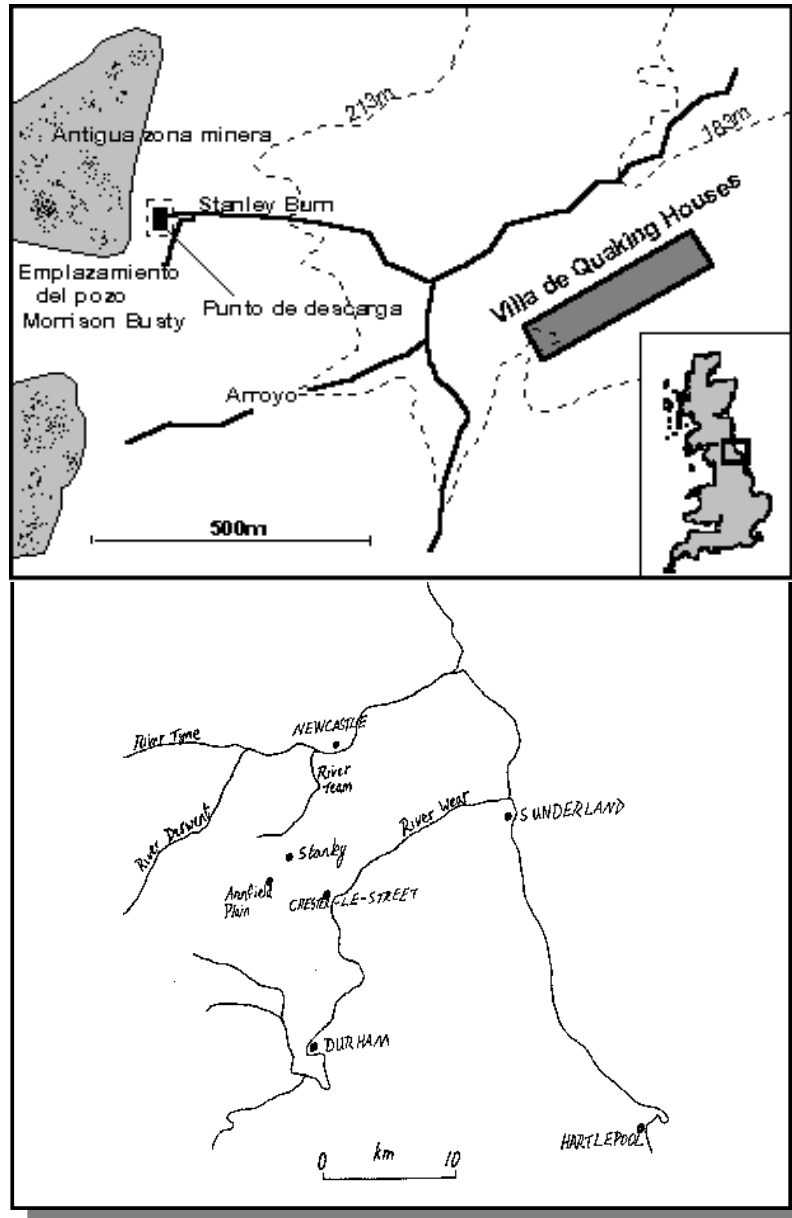 213m
183m
Antigua zona minera
Stanley Burn
Villa de Quaking Houses
Emplazamiento
del pozo
Morrison Busty
Punto de descarga
Arroyo
500m
River Tyne
NEWCASTLE
River
Team
River Derwent
River Wear
SUNDERLAND
Stanley
Annfield
Plain
CHESTER-LE-STREET
DURHAM
HARTLEPOOL
0 km 10